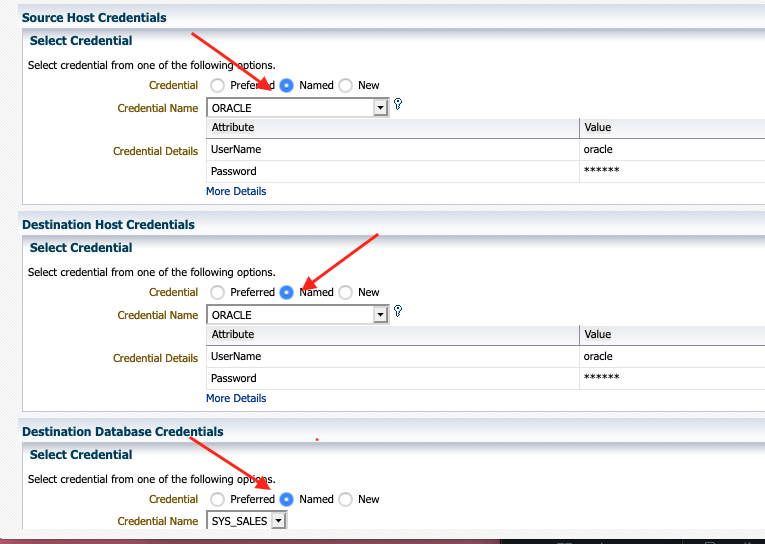 Source Host Credentials
Select Credential
Select credential from one of the following options.
Credential Preferred Named New
Credential Name ORACLE
Attribute Value
Credential Details UserName oracle
Password ******
More Details
Destination Host Credentials
Select Credential
Select credential from one of the following options.
Credential Preferred Named New
Credential Name ORACLE
Attribute Value
Credential Details UserName oracle
Password ******
More Details
Destination Database Credentials
Select Credential
Select credential from one of the following options.
Credential Preferred Named New
Credential Name SYS_SALES